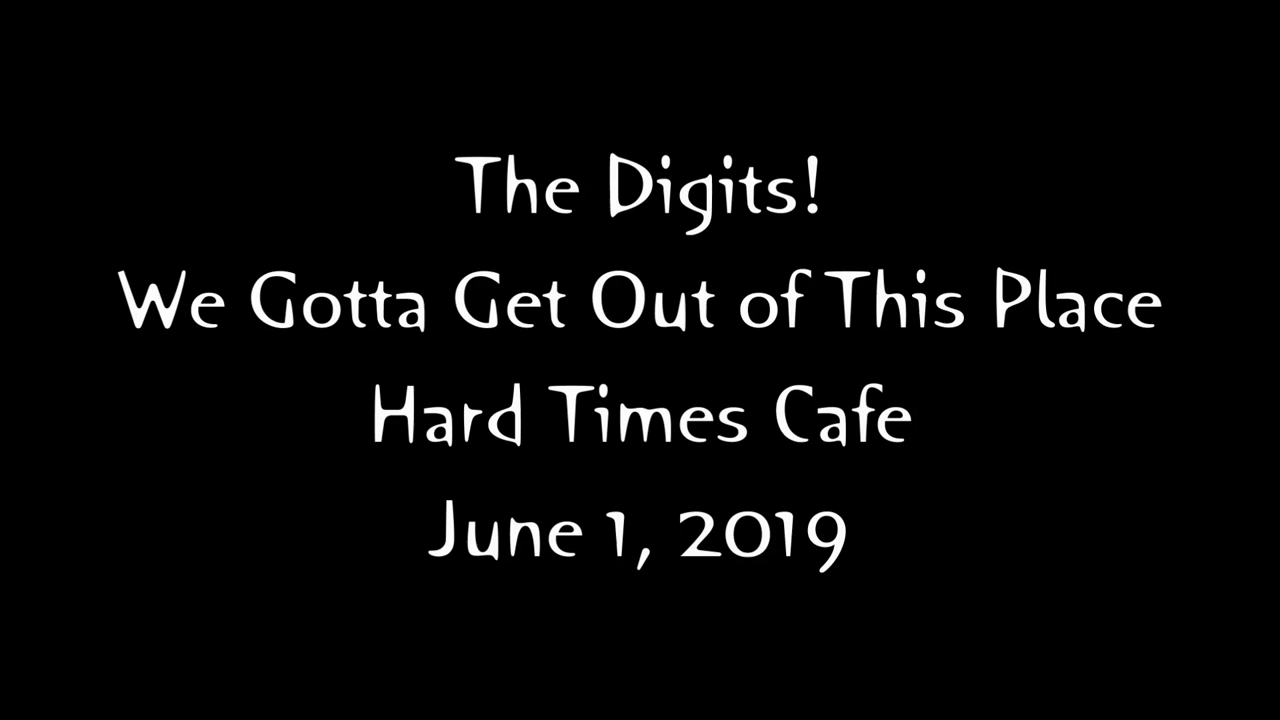 The Digits!
We Gotta Get Out of This Place
Hard Times Cafe
June 1, 2019